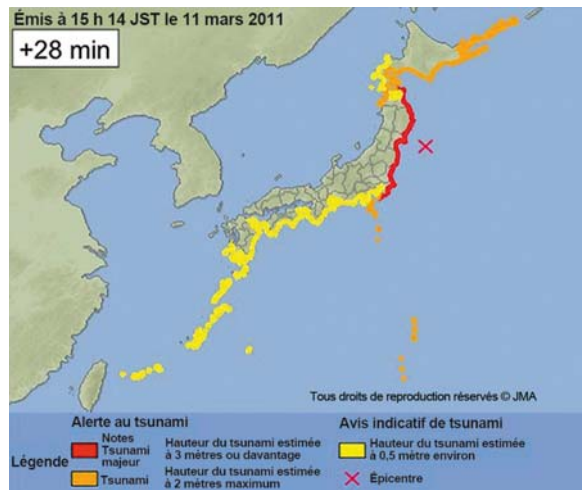 Émis à 15 h 14 JST le 11 mars 2011
+28 min
Tous droits de reproduction réservés © JMA
Alerte au tsunami
Avis indicatif de tsunami
Légende
Notes
Tsunami
majeur
Hauteur du tsunami estimée
à 3 mètres ou davantage
Hauteur du tsunami estimée
à 0,5 mètre environ
Tsunami
Hauteur du tsunami estimée
à 2 mètres maximum
Épicentre